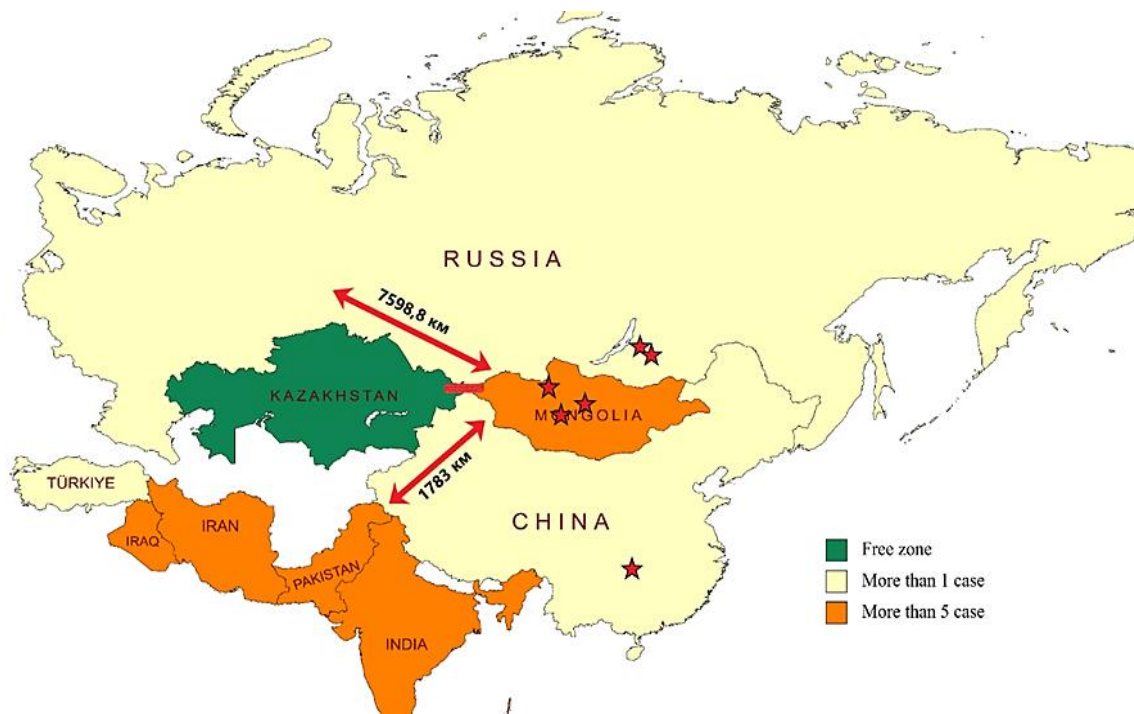 RUSSIA
7598,8 км
KAZAKHSTAN
MONGOLIA
1783 км
TÜRKIYE
CHINA
IRAN
IRAQ
PAKISTAN
INDIA
Free zone
More than 1 case
More than 5 case